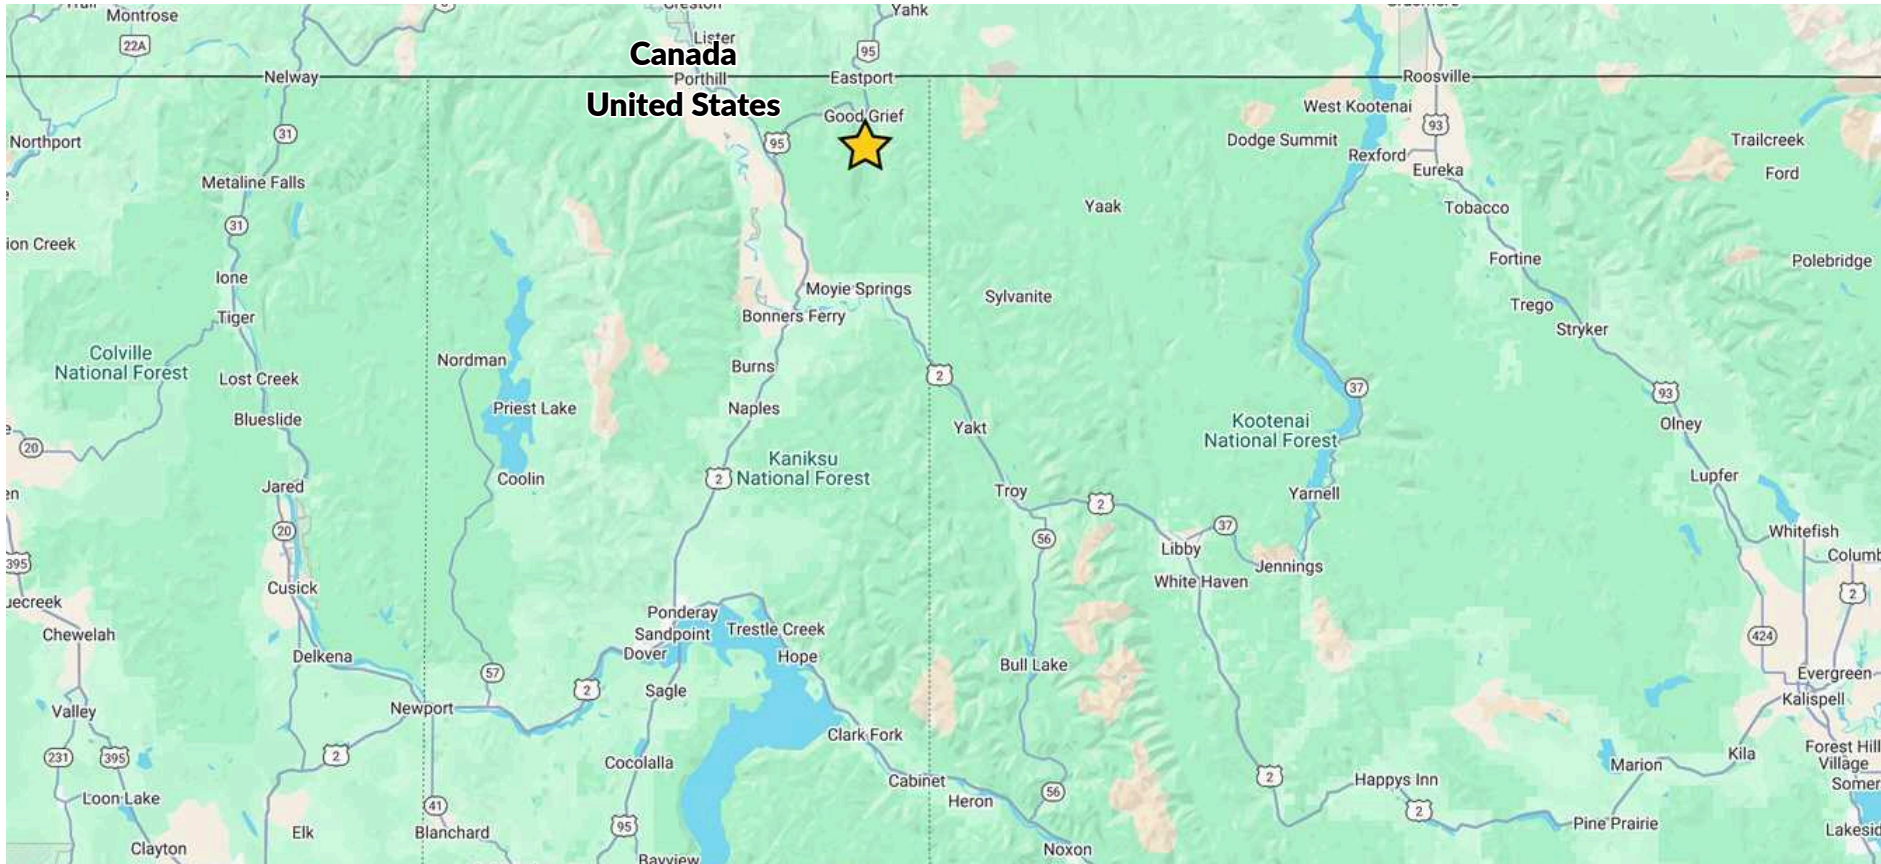 Montrose
22A
Creston
Yahk
Lister
Canada
95
Nelway
Porthill
Eastport
Roosville
United States
West Kootenai
Good Grief
31
95
93
Northport
Dodge Summit
Trailcreek
Rexford
Eureka
Ford
Metaline Falls
Yaak
Tobacco
31
ion Creek
Fortine
Polebridge
Ione
Moyie Springs
Sylvanite
Trego
Tiger
Bonners Ferry
Stryker
Colville
National Forest
Nordman
Burns
Lost Creek
2
37
93
Priest Lake
Naples
Blueslide
Yakt
Kootenai
National Forest
Olney
20
Kaniksu
National Forest
2
Coolin
Lupfer
Jared
Troy
Yarnell
2
20
37
Whitefish
56
Libby
Columb
395
Jennings
White Haven
Cusick
2
uecreek
Ponderay
Chewelah
Sandpoint
Trestle Creek
424
Dover
Hope
Delkena
Bull Lake
57
Evergreen
2
Sagle
Kalispell
Valley
Newport
Clark Fork
231
395
2
Cocolalla
Kila
Forest Hill
Village
Marion
Cabinet
2
Happys Inn
Somer
Loon Lake
41
Heron
56
2
95
Elk
Blanchard
Pine Prairie
Lakesid
Clayton
Noxon
Bayview